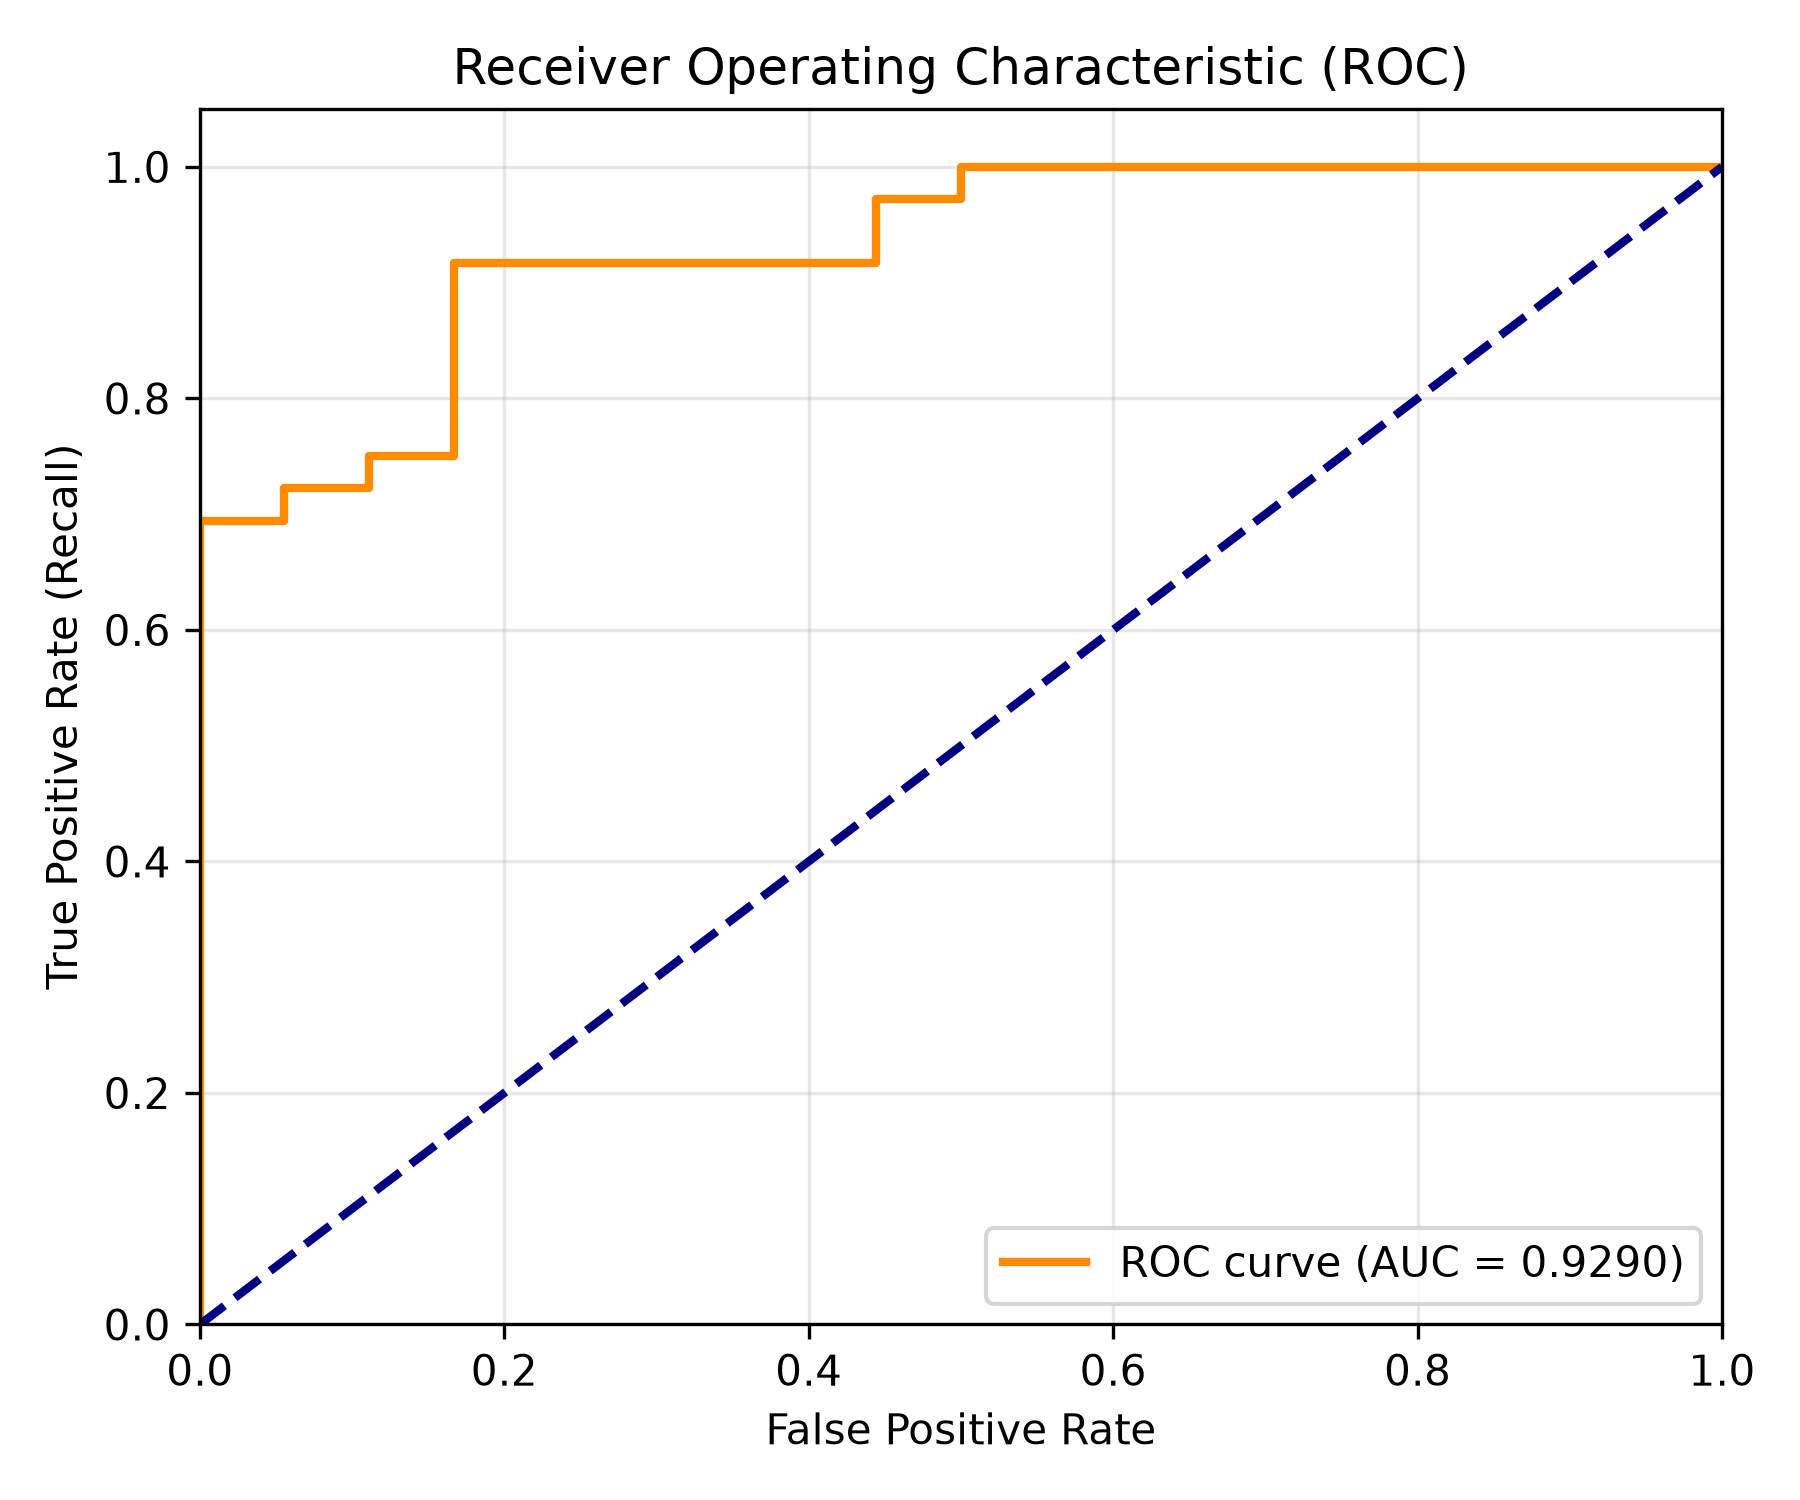 Receiver Operating Characteristic (ROC)
True Positive Rate (Recall)
1.0
0.8
0.6
0.4
0.2
0.0
0.0 0.2 0.4 0.6 0.8 1.0
False Positive Rate
ROC curve (AUC = 0.9290)